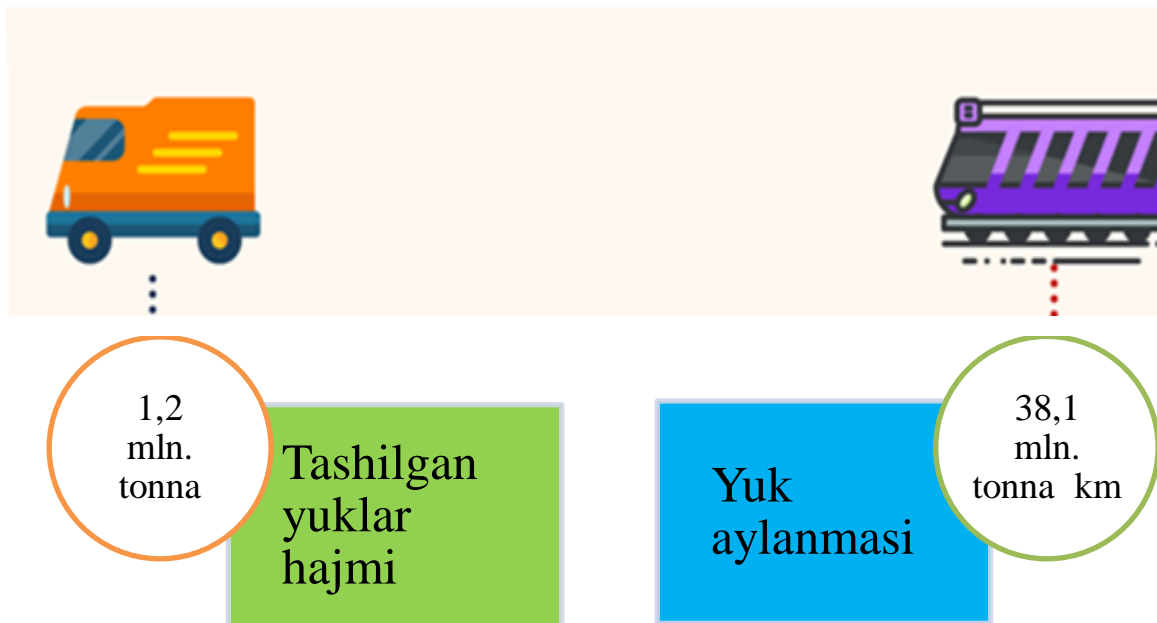 1,2
mln.
tonna
Tashilgan
yuklar
hajmi
Yuk
aylanmasi
38,1
mln.
tonna km